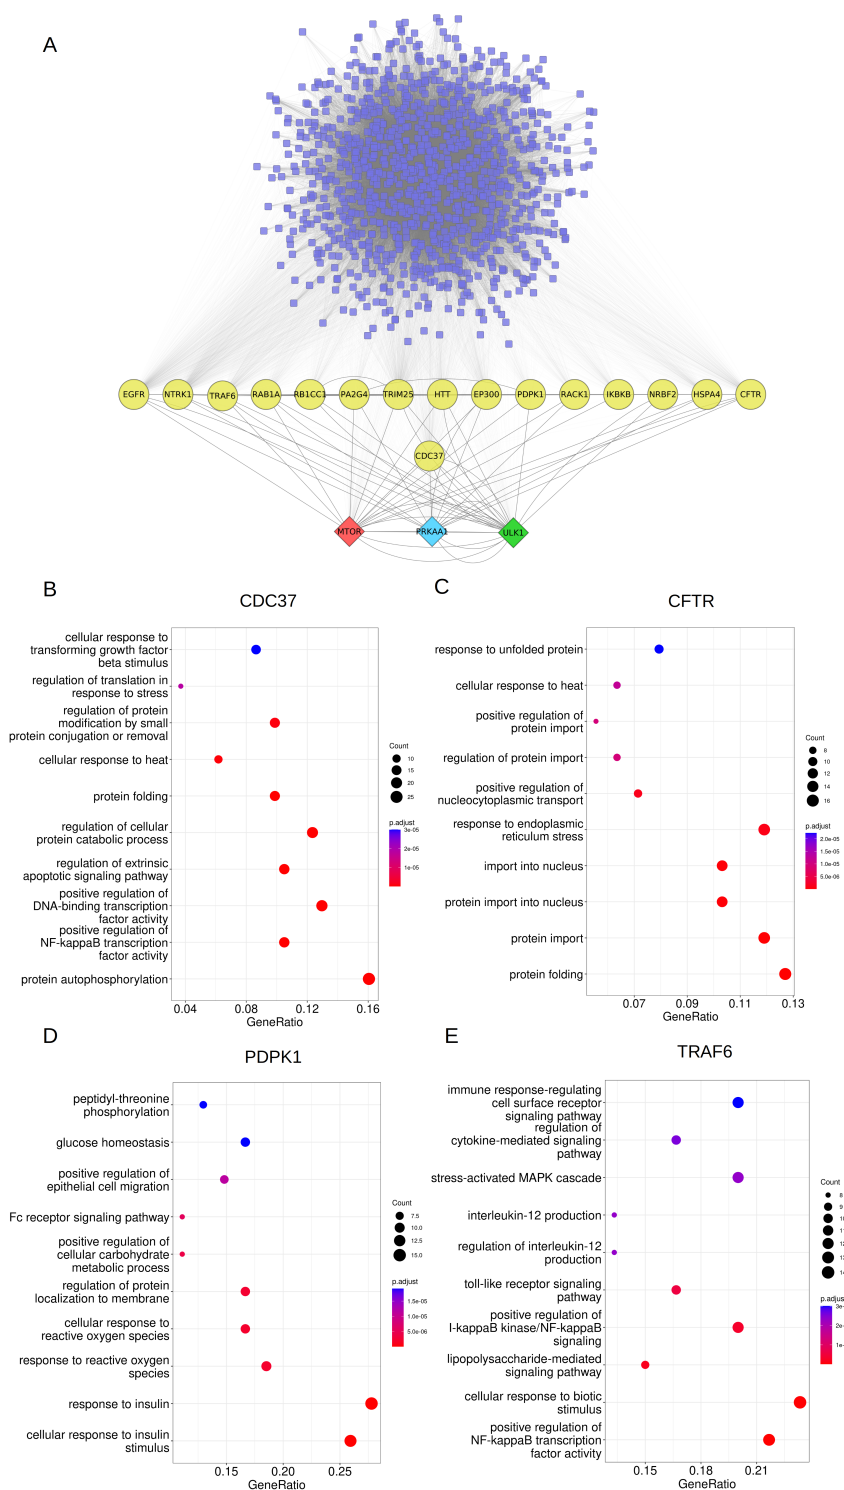 A
EGFR NTRK1 TRAF6 RAB1A RB1CC1 PA2G4 TRIM25 HTT EP300 PDPK1 RACK1 IKBKB NRBF2 HSPA4 CFTR
CDC37
MTOR PRKAA1 ULK1
B
CDC37
cellular response to
transforming growth factor
beta stimulus
regulation of translation in
response to stress
regulation of protein
modification by small
protein conjugation or removal
cellular response to heat
protein folding
regulation of cellular
protein catabolic process
regulation of extrinsic
apoptotic signaling pathway
positive regulation of
DNA-binding transcription
factor activity
positive regulation of
NF-kappaB transcription
factor activity
protein autophosphorylation
0.04 0.08 0.12 0.16
GeneRatio
Count
10
15
20
25
p.adjust
3e-05
2e-05
1e-05
C
CFTR
response to unfolded protein
cellular response to heat
positive regulation of
protein import
regulation of protein import
positive regulation of
nucleocytoplasmic transport
response to endoplasmic
reticulum stress
import into nucleus
protein import into nucleus
protein import
protein folding
0.07 0.09 0.11 0.13
GeneRatio
Count
8
10
12
14
16
p.adjust
2.0e-05
1.5e-05
1.0e-05
5.0e-06
D
PDPK1
peptidyl-threonine
phosphorylation
glucose homeostasis
positive regulation of
epithelial cell migration
Fc receptor signaling pathway
positive regulation of
cellular carbohydrate
metabolic process
regulation of protein
localization to membrane
cellular response to
reactive oxygen species
response to reactive oxygen
species
response to insulin
cellular response to insulin
stimulus
0.15 0.20 0.25
GeneRatio
Count
7.5
10.0
12.5
15.0
p.adjust
1.5e-05
1.0e-05
5.0e-06
E
TRAF6
immune response-regulating
cell surface receptor
signaling pathway
regulation of
cytokine-mediated signaling
pathway
stress-activated MAPK cascade
interleukin-12 production
regulation of interleukin-12
production
toll-like receptor signaling
pathway
positive regulation of
I-kappaB kinase/NF-kappaB
signaling
lipopolysaccharide-mediated
signaling pathway
cellular response to biotic
stimulus
positive regulation of
NF-kappaB transcription
factor activity
0.15 0.18 0.21
GeneRatio
Count
8
9
10
11
12
13
14
p.adjust
3e-
2e-
1e-